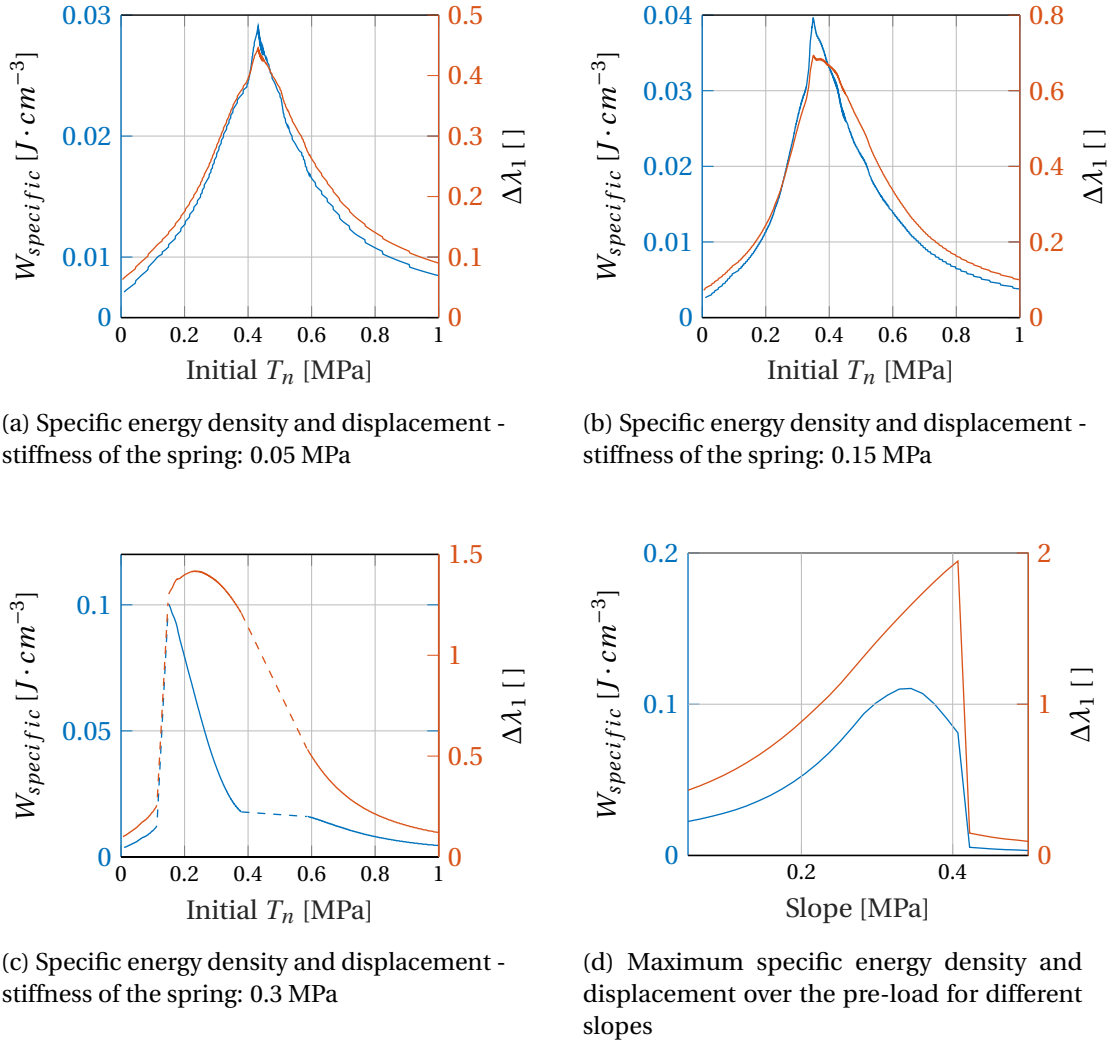 0.03
0.02
0.01
0
W_{specific} [J · cm^{-3}]
0.5
0.4
0.3
0.2
0.1
0
Δλ_1 [ ]
0 0.2 0.4 0.6 0.8 1
Initial T_n [MPa]
(a) Specific energy density and displacement -
stiffness of the spring: 0.05 MPa
0.04
0.03
0.02
0.01
0
W_{specific} [J · cm^{-3}]
0.8
0.6
0.4
0.2
0
Δλ_1 [ ]
0 0.2 0.4 0.6 0.8 1
Initial T_n [MPa]
(b) Specific energy density and displacement -
stiffness of the spring: 0.15 MPa
0.1
0.05
0
W_{specific} [J · cm^{-3}]
1.5
1
0.5
0
Δλ_1 [ ]
0 0.2 0.4 0.6 0.8 1
Initial T_n [MPa]
(c) Specific energy density and displacement -
stiffness of the spring: 0.3 MPa
0.2
0.1
0
W_{specific} [J · cm^{-3}]
2
1
0
Δλ_1 [ ]
0.2 0.4
Slope [MPa]
(d) Maximum specific energy density and
displacement over the pre-load for different
slopes